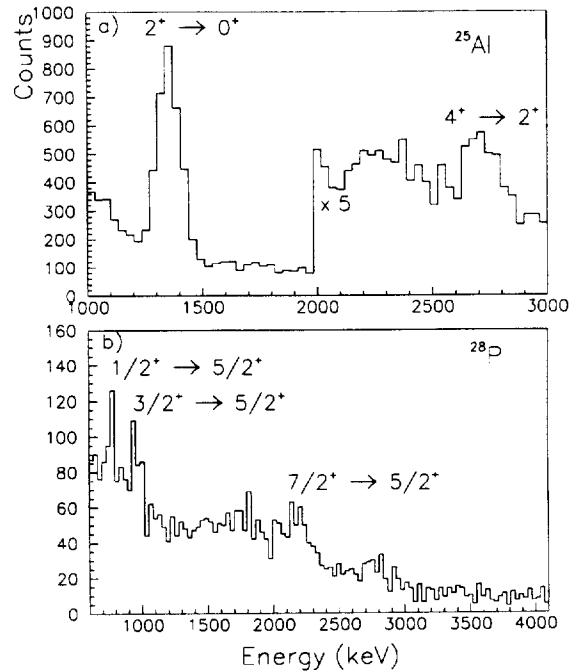 a) 2⁺ → 0⁺ ²⁵Al
4⁺ → 2⁺
x 5
Counts
1000
900
800
700
600
500
400
300
200
100
0
1000 1500 2000 2500 3000
b) ²⁸P
1/2⁺ → 5/2⁺
3/2⁺ → 5/2⁺
7/2⁺ → 5/2⁺
160
140
120
100
80
60
40
20
0
1000 1500 2000 2500 3000 3500 4000
Energy (keV)